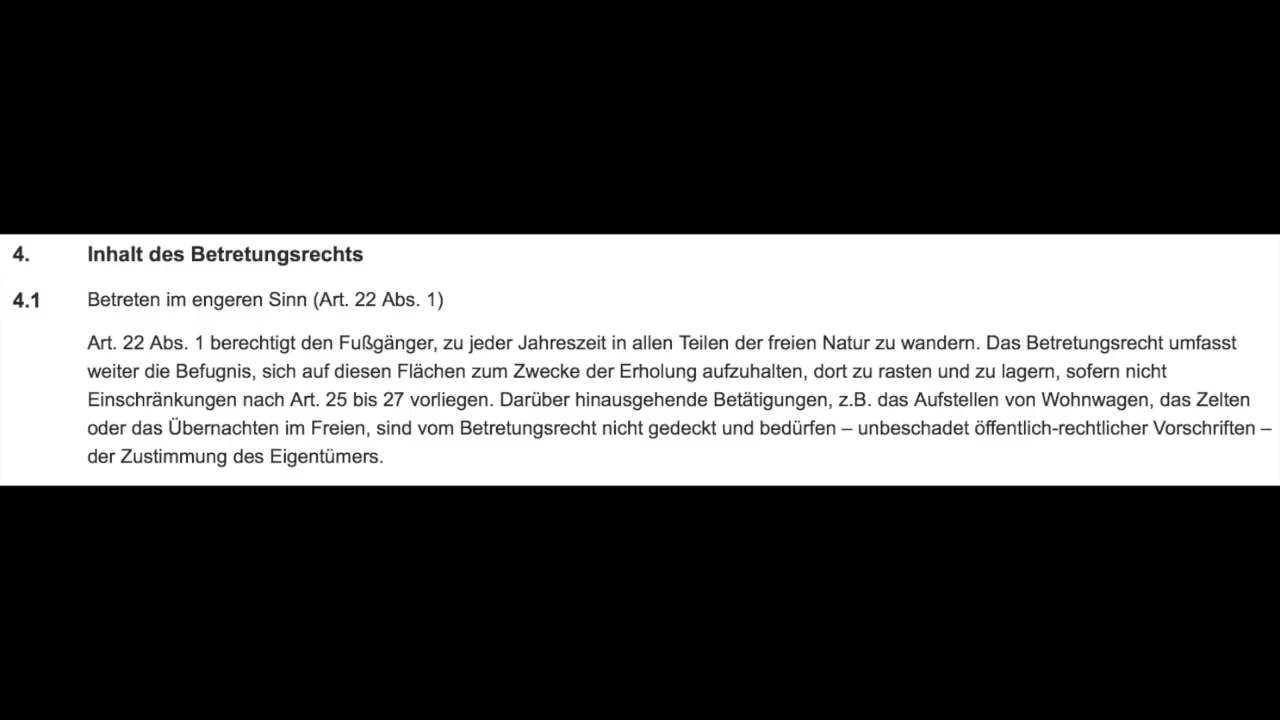 4. Inhalt des Betretungsrechts
4.1 Betreten im engeren Sinn (Art. 22 Abs. 1)
Art. 22 Abs. 1 berechtigt den Fußgänger, zu jeder Jahreszeit in allen Teilen der freien Natur zu wandern. Das Betretungsrecht umfasst
weiter die Befugnis, sich auf diesen Flächen zum Zwecke der Erholung aufzuhalten, dort zu rasten und zu lagern, sofern nicht
Einschränkungen nach Art. 25 bis 27 vorliegen. Darüber hinausgehende Betätigungen, z.B. das Aufstellen von Wohnwagen, das Zelten
oder das Übernachten im Freien, sind vom Betretungsrecht nicht gedeckt und bedürfen – unbeschadet öffentlich-rechtlicher Vorschriften –
der Zustimmung des Eigentümers.